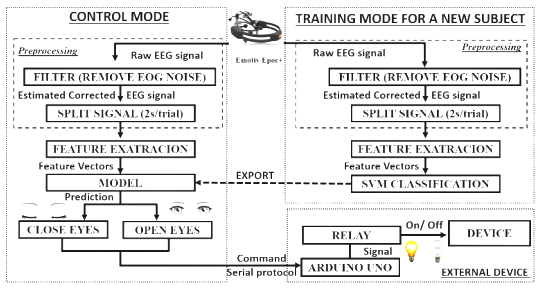 CONTROL MODE
Preprocessing
Raw EEG signal
FILTER (REMOVE EOG NOISE)
Estimated Corrected EEG signal
SPLIT SIGNAL (2s/trial)
FEATURE EXATRACION
Feature Vectors
MODEL
Prediction
CLOSE EYES
OPEN EYES
Emotiv Epoc+
TRAINING MODE FOR A NEW SUBJECT
Preprocessing
Raw EEG signal
FILTER (REMOVE EOG NOISE)
Estimated Corrected EEG signal
SPLIT SIGNAL (2s/trial)
FEATURE EXATRACION
Feature Vectors
SVM CLASSIFICATION
EXPORT
RELAY
On/ Off
DEVICE
Signal
Command
Serial protocol
ARDUINO UNO
EXTERNAL DEVICE